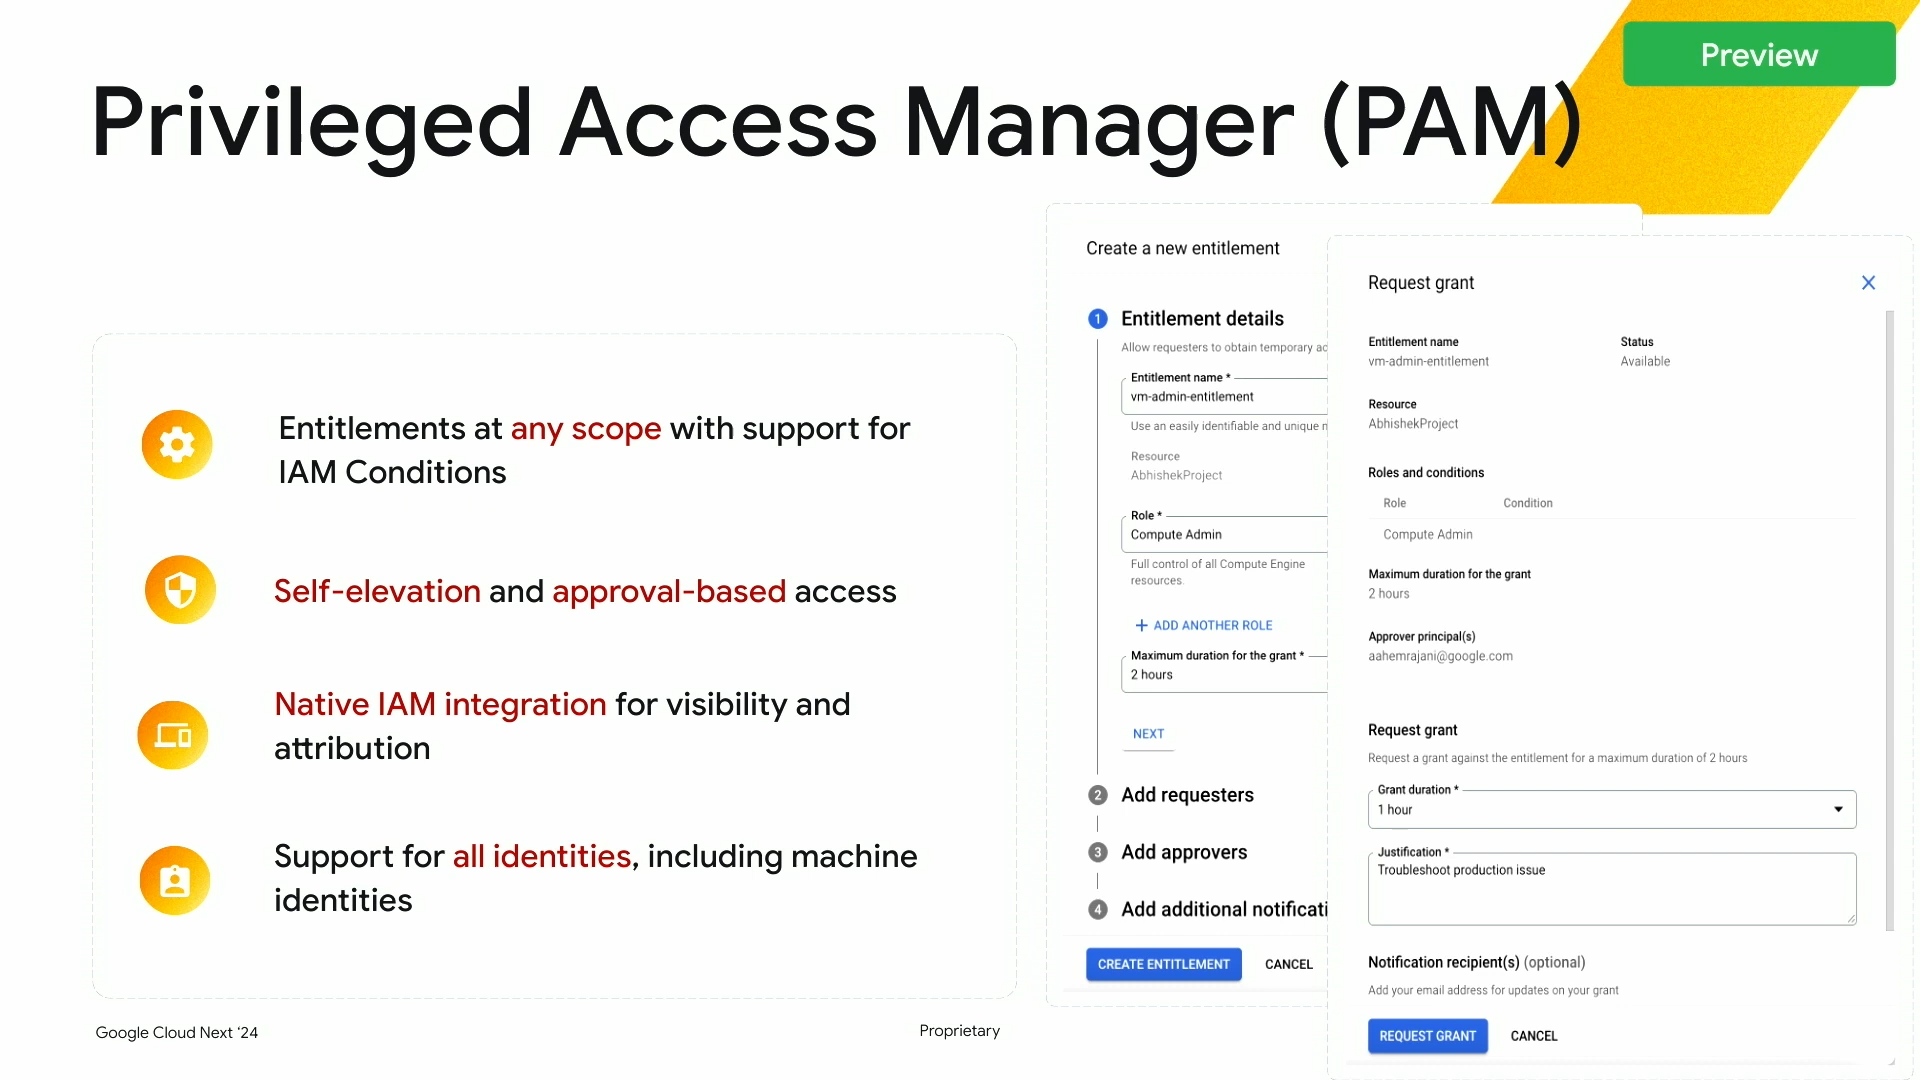 Preview
Privileged Access Manager (PAM)
Entitlements at any scope with support for
IAM Conditions
Self-elevation and approval-based access
Native IAM integration for visibility and
attribution
Support for all identities, including machine
identities
Create a new entitlement
1 Entitlement details
Allow requesters to obtain temporary
Entitlement name *
vm-admin-entitlement
Use an easily identifiable and unique
Resource
AbhishekProject
Role *
Compute Admin
Full control of all Compute Engine
resources.
+ ADD ANOTHER ROLE
Maximum duration for the grant *
2 hours
NEXT
2 Add requesters
3 Add approvers
4 Add additional notificati
CREATE ENTITLEMENT CANCEL
Request grant
Entitlement name Status
vm-admin-entitlement Available
Resource
AbhishekProject
Roles and conditions
Role Condition
Compute Admin
Maximum duration for the grant
2 hours
Approver principal(s)
aahemrajani@google.com
Request grant
Request a grant against the entitlement for a maximum duration of 2 hours
Grant duration *
1 hour
Justification *
Troubleshoot production issue
Notification recipient(s) (optional)
Add your email address for updates on your grant
REQUEST GRANT CANCEL
Google Cloud Next ‘24
Proprietary